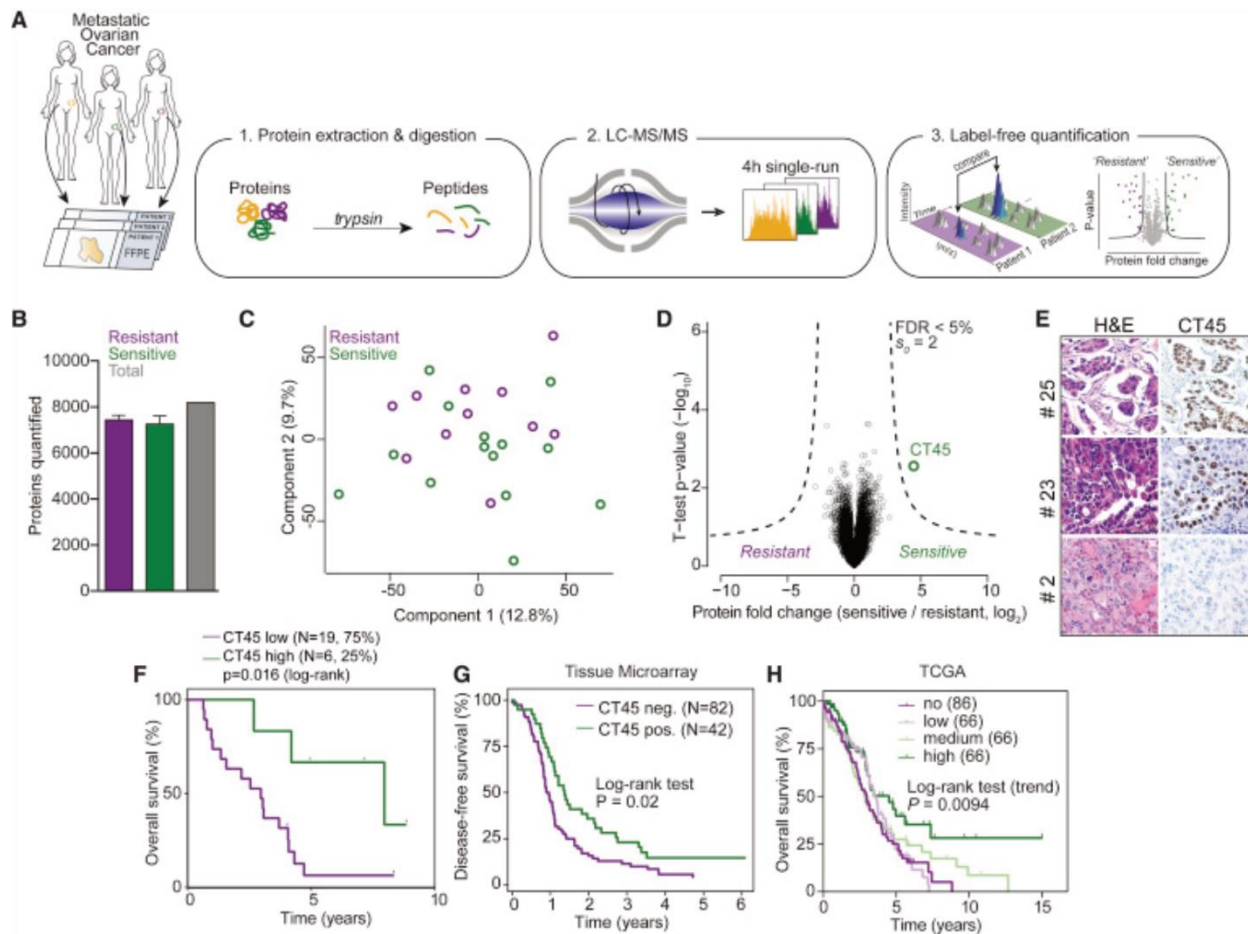 A
Metastatic
Ovarian
Cancer
PATIENT 3
PATIENT 2
PATIENT 1
FFPE
1. Protein extraction & digestion
Proteins
trypsin
Peptides
2. LC-MS/MS
4h single-run
3. Label-free quantification
compare
Intensity
Time
(m/z)
Patient 1
Patient 2
'Resistant'
'Sensitive'
P-value
Protein fold change
B
Resistant
Sensitive
Total
Proteins quantified
10000
8000
6000
4000
2000
0
C
Resistant
Sensitive
Component 2 (9.7%)
50
0
-50
-50
0
50
Component 1 (12.8%)
D
FDR < 5%
s0 = 2
T-test p-value (−log10)
6
4
2
0
CT45
Resistant
Sensitive
−10
−5
0
5
10
Protein fold change (sensitive / resistant, log2)
E
H&E
CT45
#25
#23
#2
CT45 low (N=19, 75%)
CT45 high (N=6, 25%)
p=0.016 (log-rank)
F
Overall survival (%)
100
50
0
0
5
10
Time (years)
G
Tissue Microarray
CT45 neg. (N=82)
CT45 pos. (N=42)
Log-rank test
P = 0.02
Disease-free survival (%)
100
75
50
25
0
0 1 2 3 4 5 6
Time (years)
H
TCGA
no (86)
low (66)
medium (66)
high (66)
Log-rank test (trend)
P = 0.0094
Overall survival (%)
100
75
50
25
0
0 5 10 15
Time (years)